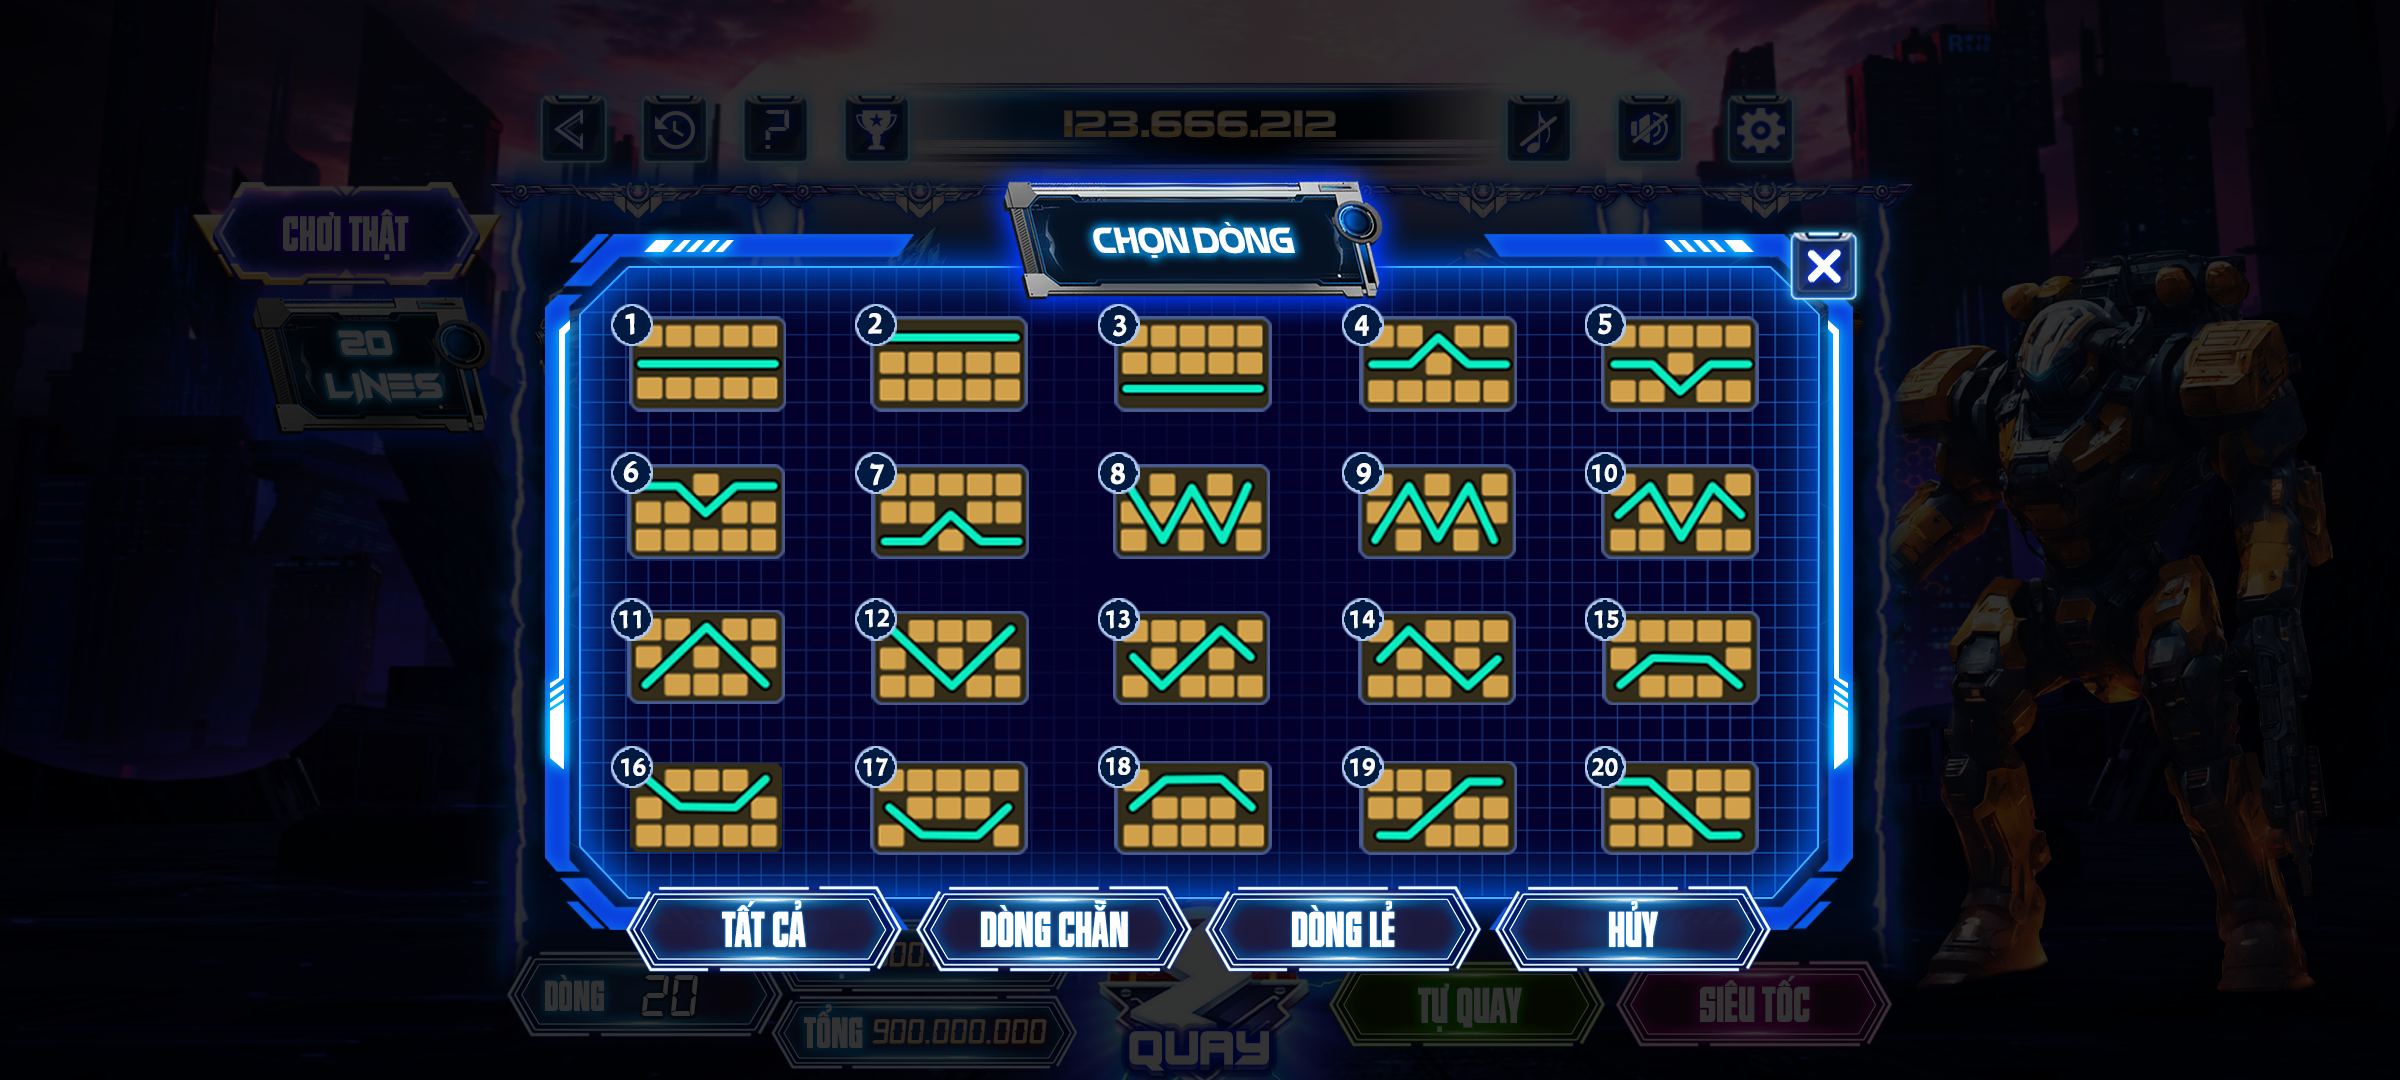 123.666.212
CHƠI THẬT
20
LINES
CHỌN DÒNG
1
2
3
4
5
6
7
8
9
10
11
12
13
14
15
16
17
18
19
20
TẤT CẢ
DÒNG CHẴN
DÒNG LẺ
HỦY
DÒNG 20
TỔNG 900.000.000
QUAY
TỰ QUAY
SIÊU TỐC